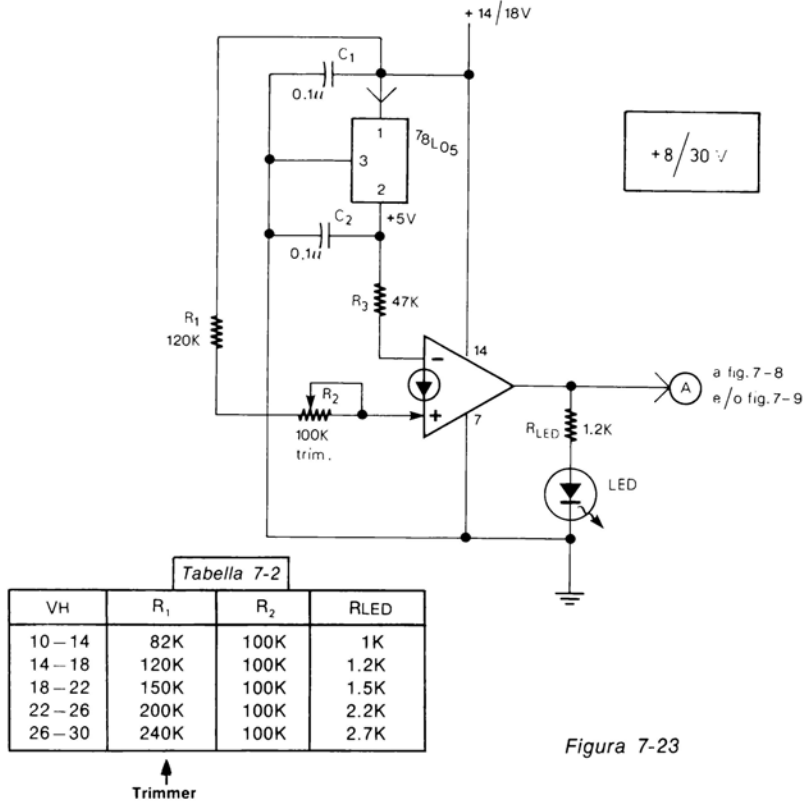 + 14/18V
C1
0.1u
1
78L05
3
2
+5V
C2
0.1u
+8/30 V
R3 47K
R1
120K
−
14
R2
+
7
100K
trim.
A
a fig. 7-8
e/o fig. 7-9
RLED 1.2K
LED
Tabella 7-2
VH R1 R2 RLED
10–14 82K 100K 1K
14–18 120K 100K 1.2K
18–22 150K 100K 1.5K
22–26 200K 100K 2.2K
26–30 240K 100K 2.7K
Figura 7-23
Trimmer